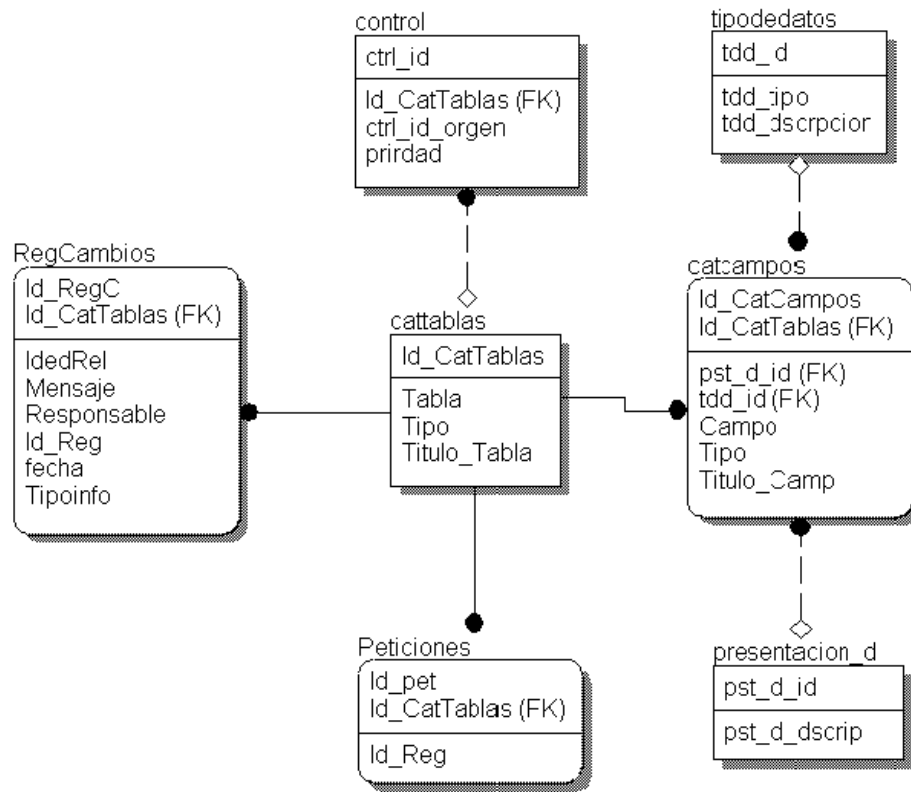 control
ctrl_id
Id_CatTablas (FK)
ctrl_id_orgen
prirdad
tipodedatos
tdd_d
tdd_tipo
tdd_dscrpcior
RegCambios
Id_RegC
Id_CatTablas (FK)
IdedRel
Mensaje
Responsable
Id_Reg
fecha
Tipoinfo
cattablas
Id_CatTablas
Tabla
Tipo
Titulo_Tabla
catcampos
Id_CatCampos
Id_CatTablas (FK)
pst_d_id (FK)
tdd_id (FK)
Campo
Tipo
Titulo_Camp
Peticiones
Id_pet
Id_CatTablas (FK)
Id_Reg
presentacion_d
pst_d_id
pst_d_dscrip